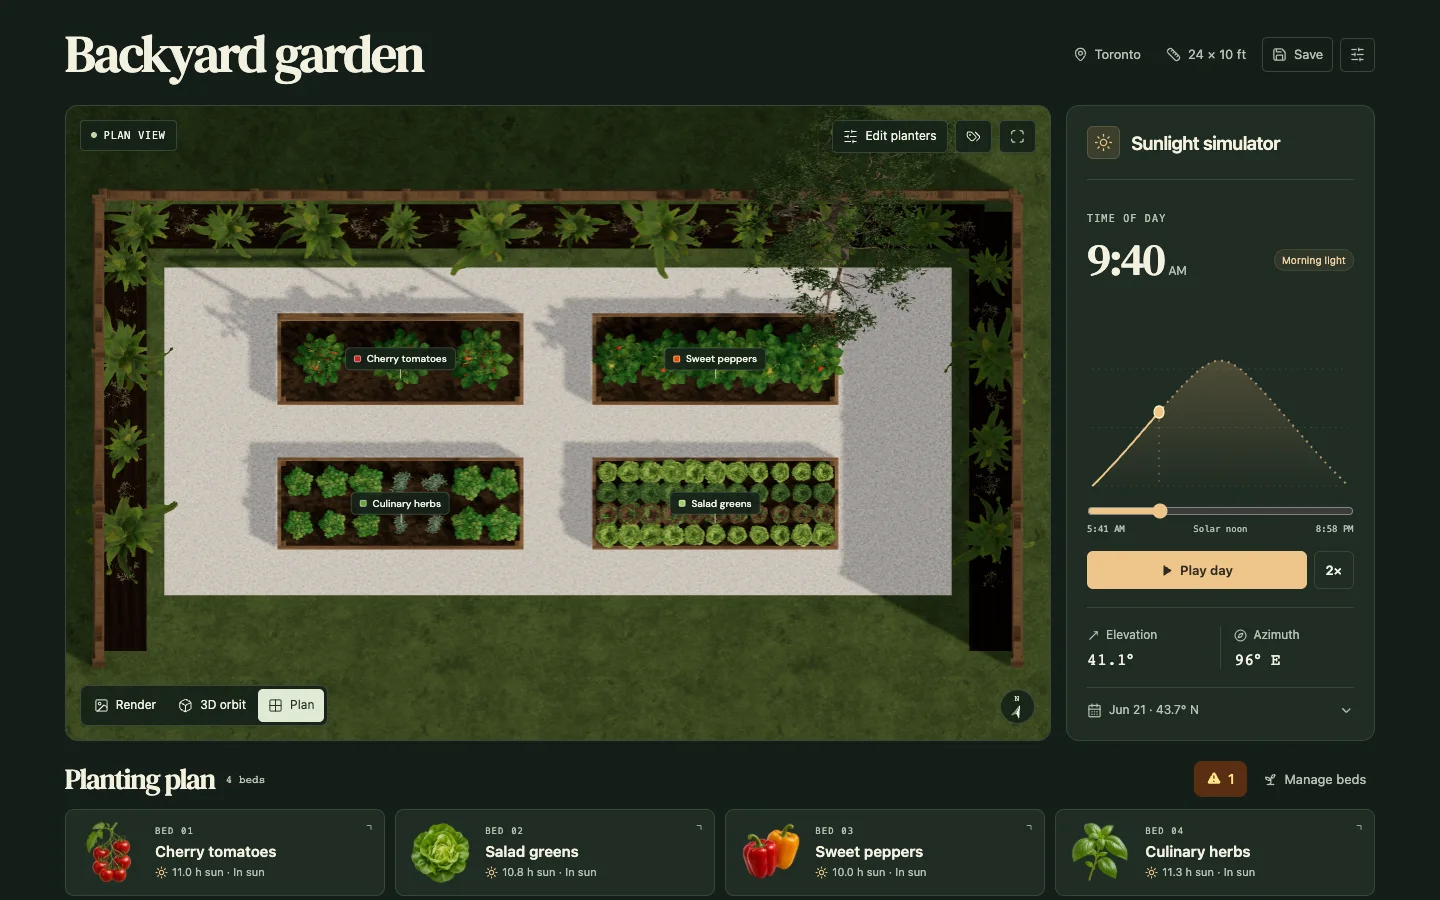 Backyard garden
Toronto
24 × 10 ft
Save
PLAN VIEW
Edit planters
Cherry tomatoes
Sweet peppers
Culinary herbs
Salad greens
Render
3D orbit
Plan
N
Sunlight simulator
TIME OF DAY
9:40 AM
Morning light
5:41 AM
Solar noon
8:58 PM
Play day
2×
Elevation
41.1°
Azimuth
96° E
Jun 21 · 43.7° N
Planting plan
4 beds
1
Manage beds
BED 01
Cherry tomatoes
11.0 h sun · In sun
BED 02
Salad greens
10.8 h sun · In sun
BED 03
Sweet peppers
10.0 h sun · In sun
BED 04
Culinary herbs
11.3 h sun · In sun